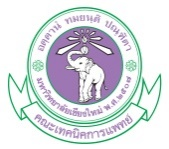 อตฺตานํ ทมยนฺติ ปณฺฑิตา
มหาวิทยาลัยเชียงใหม่ พ.ศ.๒๕๐๗
คณะเทคนิคการแพทย์